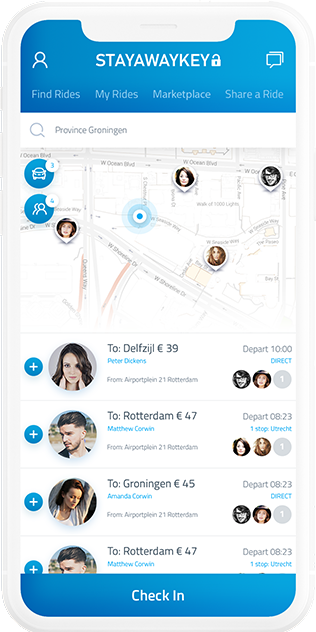 STAYAWAYKEY
Find Rides My Rides Marketplace Share a Ride
Province Groningen
3
4
W Ocean Blvd W Ocean Blvd
W Seaside Way
Walk of 1000 Lights
W Seaside Way
W Shoreline Dr
W Shoreline Dr
Queens Way
To: Delfzijl € 39 Depart 10:00
Peter Dickens DIRECT
From: Airportplein 21 Rotterdam 1
To: Rotterdam € 47 Depart 08:23
Matthew Corwin 1 stop: Utrecht
From: Airportplein 21 Rotterdam 1
To: Groningen € 45 Depart 08:23
Amanda Corwin DIRECT
From: Airportplein 21 Rotterdam 1
To: Rotterdam € 47 Depart 08:23
Matthew Corwin 1 stop: Utrecht
Check In